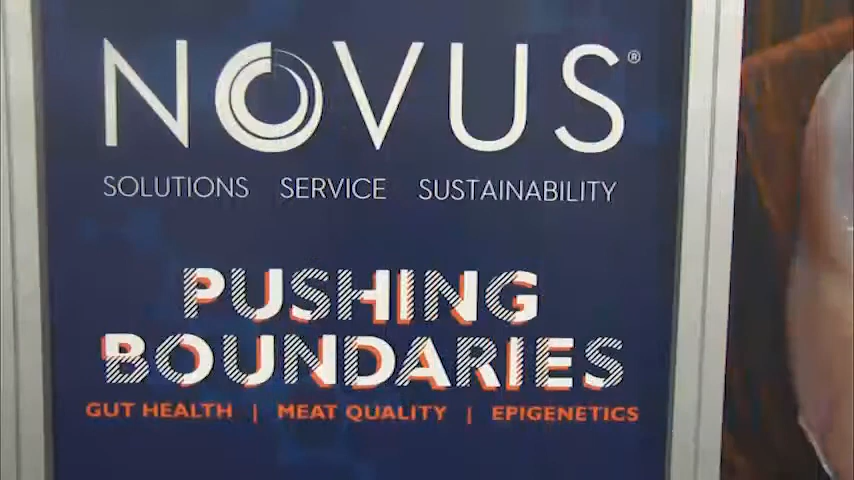 NOVUS®
SOLUTIONS SERVICE SUSTAINABILITY
PUSHING
BOUNDARIES
GUT HEALTH | MEAT QUALITY | EPIGENETICS